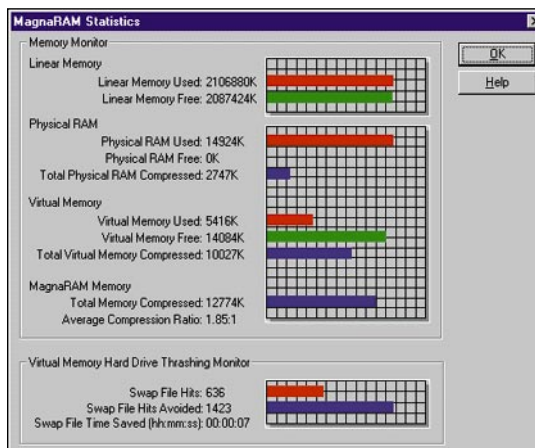 MagnaRAM Statistics
Memory Monitor
Linear Memory
Linear Memory Used: 2106880K
Linear Memory Free: 2087424K
Physical RAM
Physical RAM Used: 14924K
Physical RAM Free: 0K
Total Physical RAM Compressed: 2747K
Virtual Memory
Virtual Memory Used: 5416K
Virtual Memory Free: 14084K
Total Virtual Memory Compressed: 10027K
MagnaRAM Memory
Total Memory Compressed: 12774K
Average Compression Ratio: 1.85:1
Virtual Memory Hard Drive Thrashing Monitor
Swap File Hits: 636
Swap File Hits Avoided: 1423
Swap File Time Saved (hh:mm:ss): 00:00:07
OK
Help